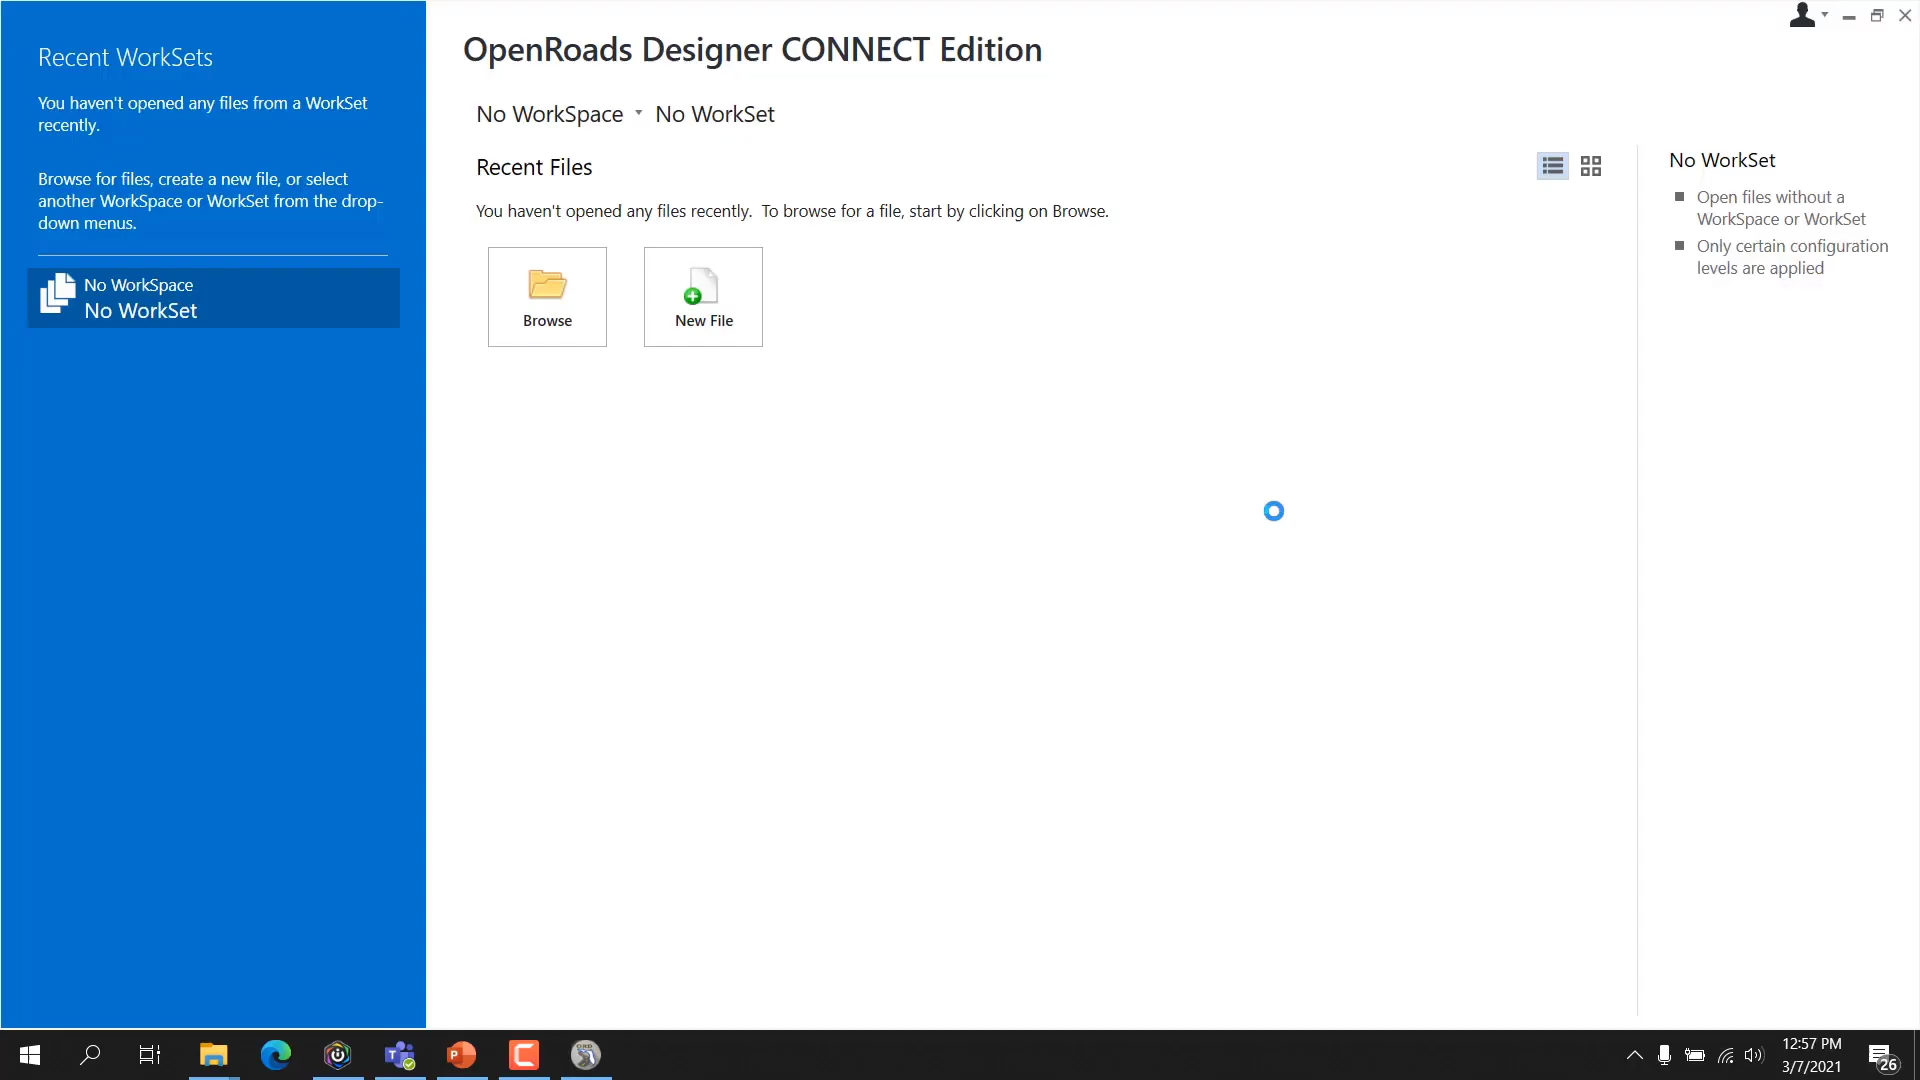 Recent WorkSets
You haven't opened any files from a WorkSet
recently.
Browse for files, create a new file, or select
another WorkSpace or WorkSet from the drop-
down menus.
No WorkSpace
No WorkSet
OpenRoads Designer CONNECT Edition
No WorkSpace No WorkSet
Recent Files
You haven't opened any files recently.  To browse for a file, start by clicking on Browse.
Browse
New File
No WorkSet
Open files without a
WorkSpace or WorkSet
Only certain configuration
levels are applied
12:57 PM
3/7/2021
26